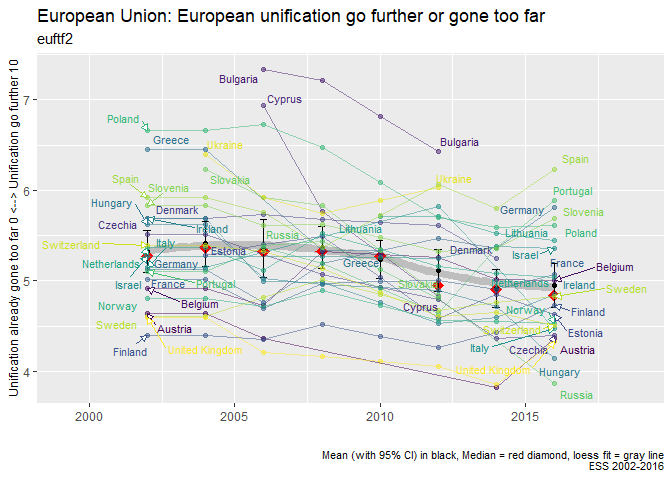 European Union: European unification go further or gone too far
euftf2
Unification already gone too far 0 <--> Unification go further 10
7
6
5
4
Bulgaria
Cyprus
Poland
Greece
Ukraine
Bulgaria
Spain
Slovenia
Slovakia
Ukraine
Spain
Portugal
Hungary
Denmark
Germany
Slovenia
Czechia
Ireland
Russia
Lithuania
Lithuania
Poland
Switzerland
Italy
Estonia
Denmark
Israel
Netherlands
Germany
Greece
France
Belgium
Israel
France
Portugal
Slovakia
Netherlands
Ireland
Sweden
Norway
Belgium
Cyprus
Norway
Finland
Sweden
Austria
Switzerland
Estonia
Finland
United Kingdom
Italy
Czechia
Austria
United Kingdom
Hungary
Russia
2000
2005
2010
2015
Mean (with 95% CI) in black, Median = red diamond, loess fit = gray line
ESS 2002-2016